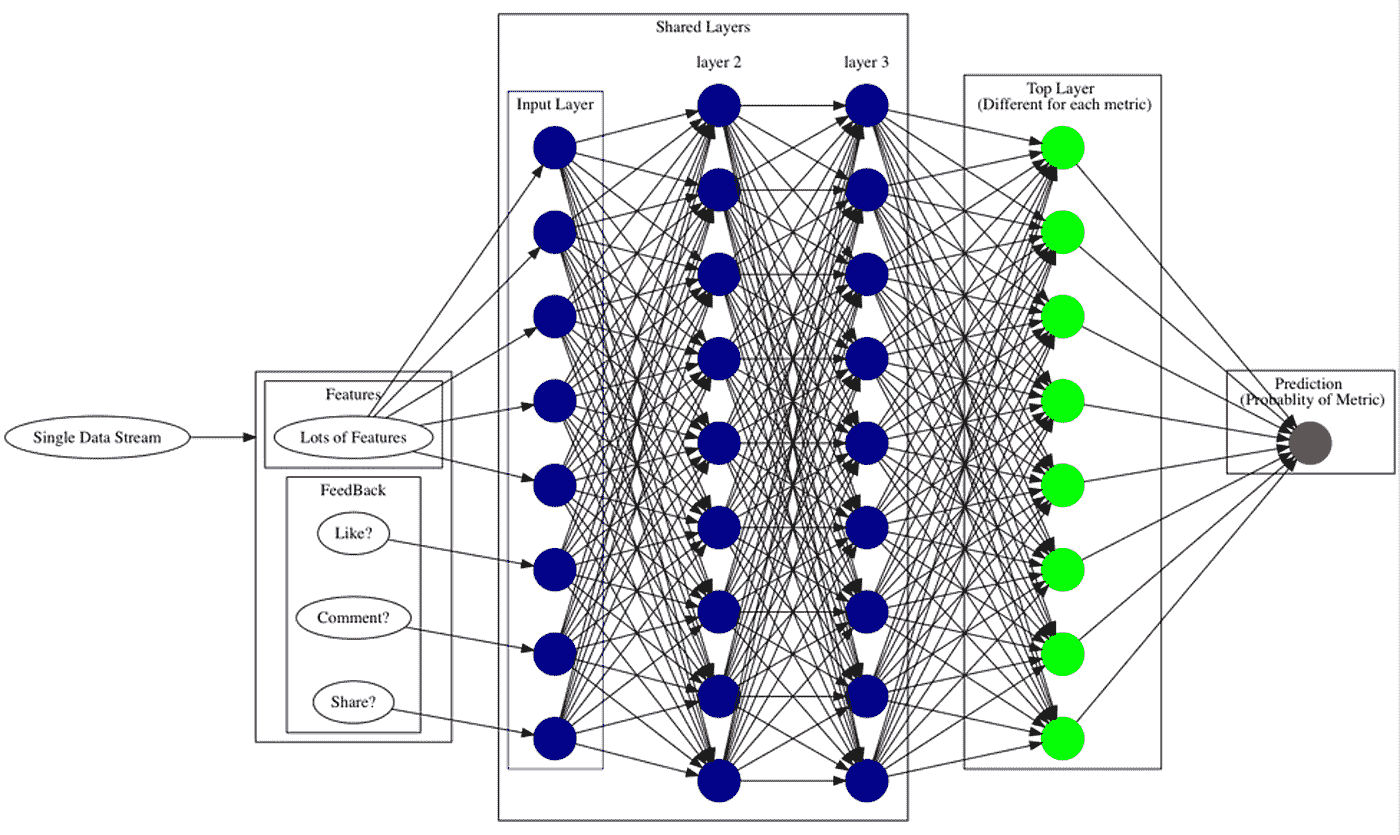 Shared Layers
layer 2
layer 3
Input Layer
Top Layer
(Different for each metric)
Features
Single Data Stream
Lots of Features
Prediction
(Probablity of Metric)
FeedBack
Like?
Comment?
Share?